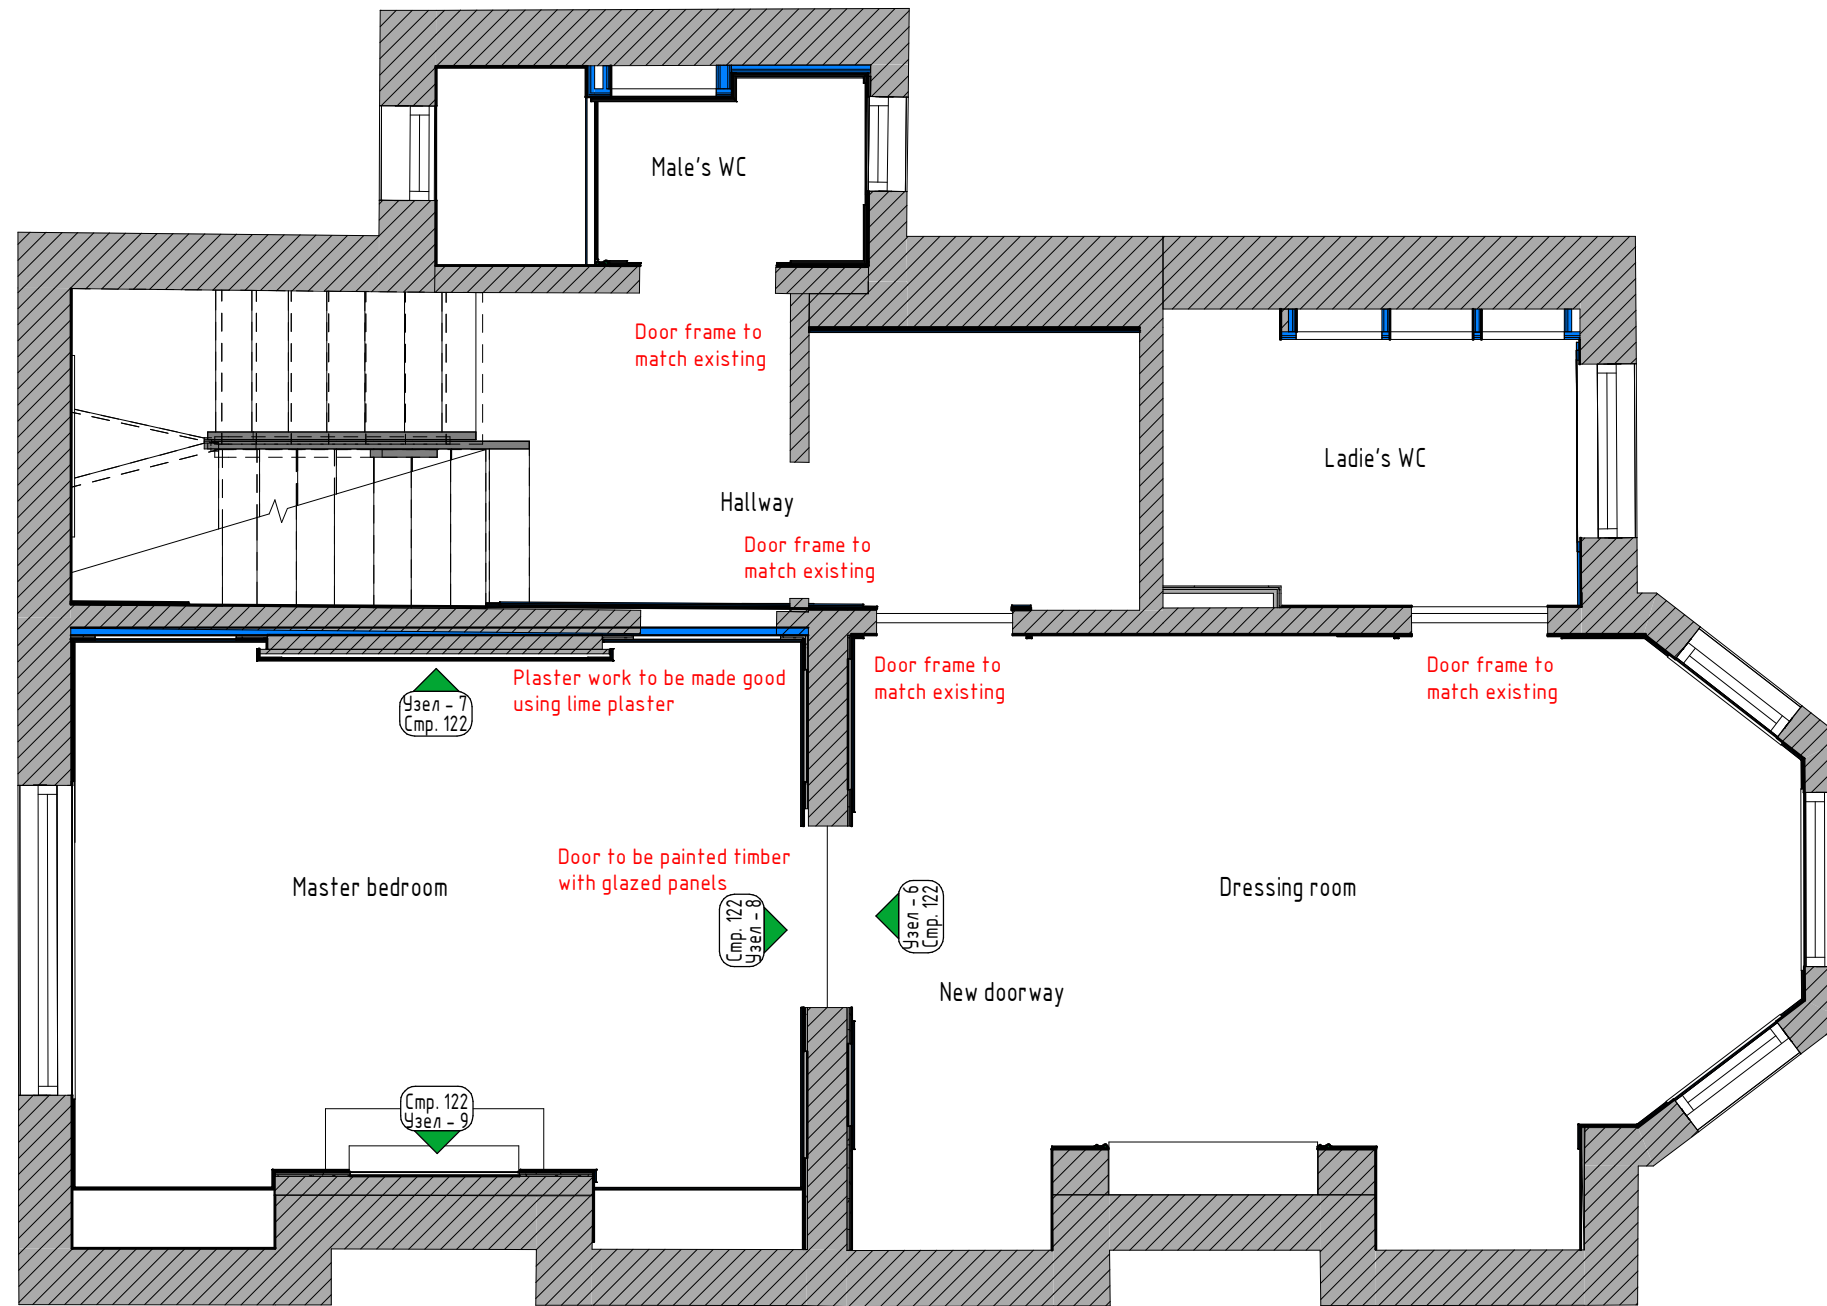 Male's WC
Door frame to
match existing
Ladie's WC
Hallway
Door frame to
match existing
Door frame to
match existing
Door frame to
match existing
Plaster work to be made good
using lime plaster
Узел - 7
Стр. 122
Door to be painted timber
with glazed panels
Master bedroom
Стр. 122
Узел - 8
Узел - 6
Стр. 122
Dressing room
New doorway
Стр. 122
Узел - 9